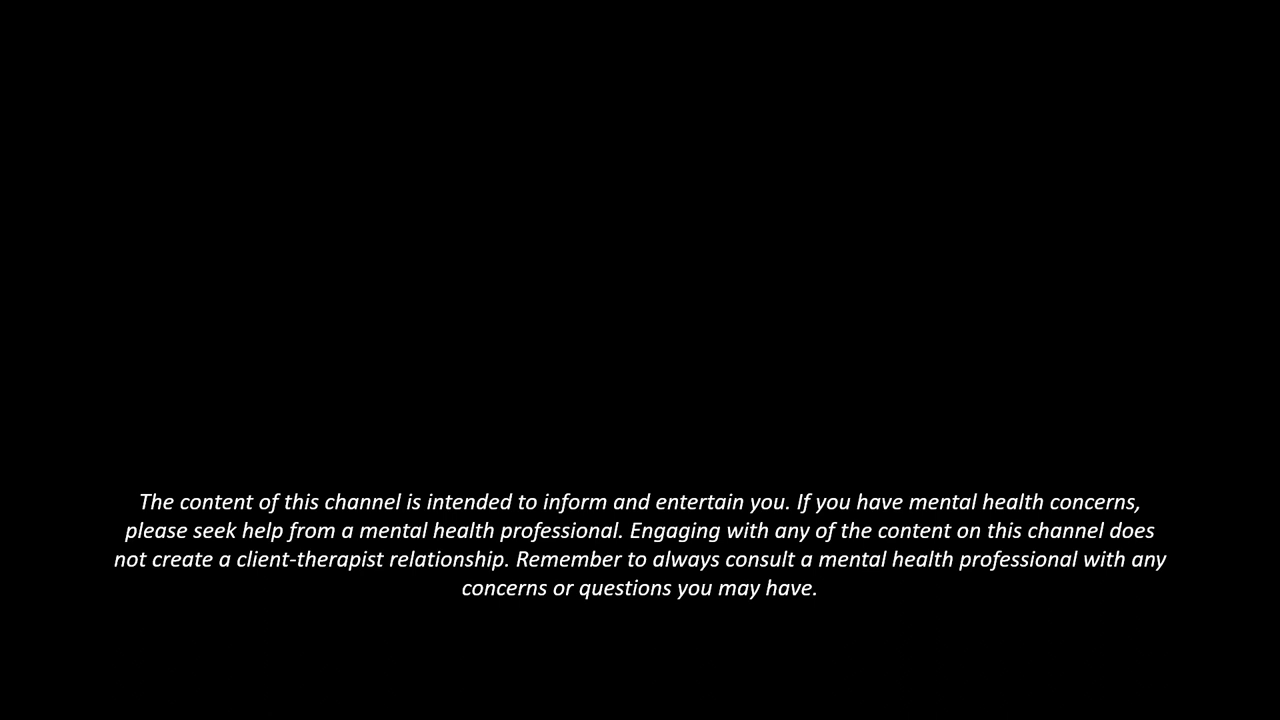 The content of this channel is intended to inform and entertain you. If you have mental health concerns,
please seek help from a mental health professional. Engaging with any of the content on this channel does
not create a client-therapist relationship. Remember to always consult a mental health professional with any
concerns or questions you may have.